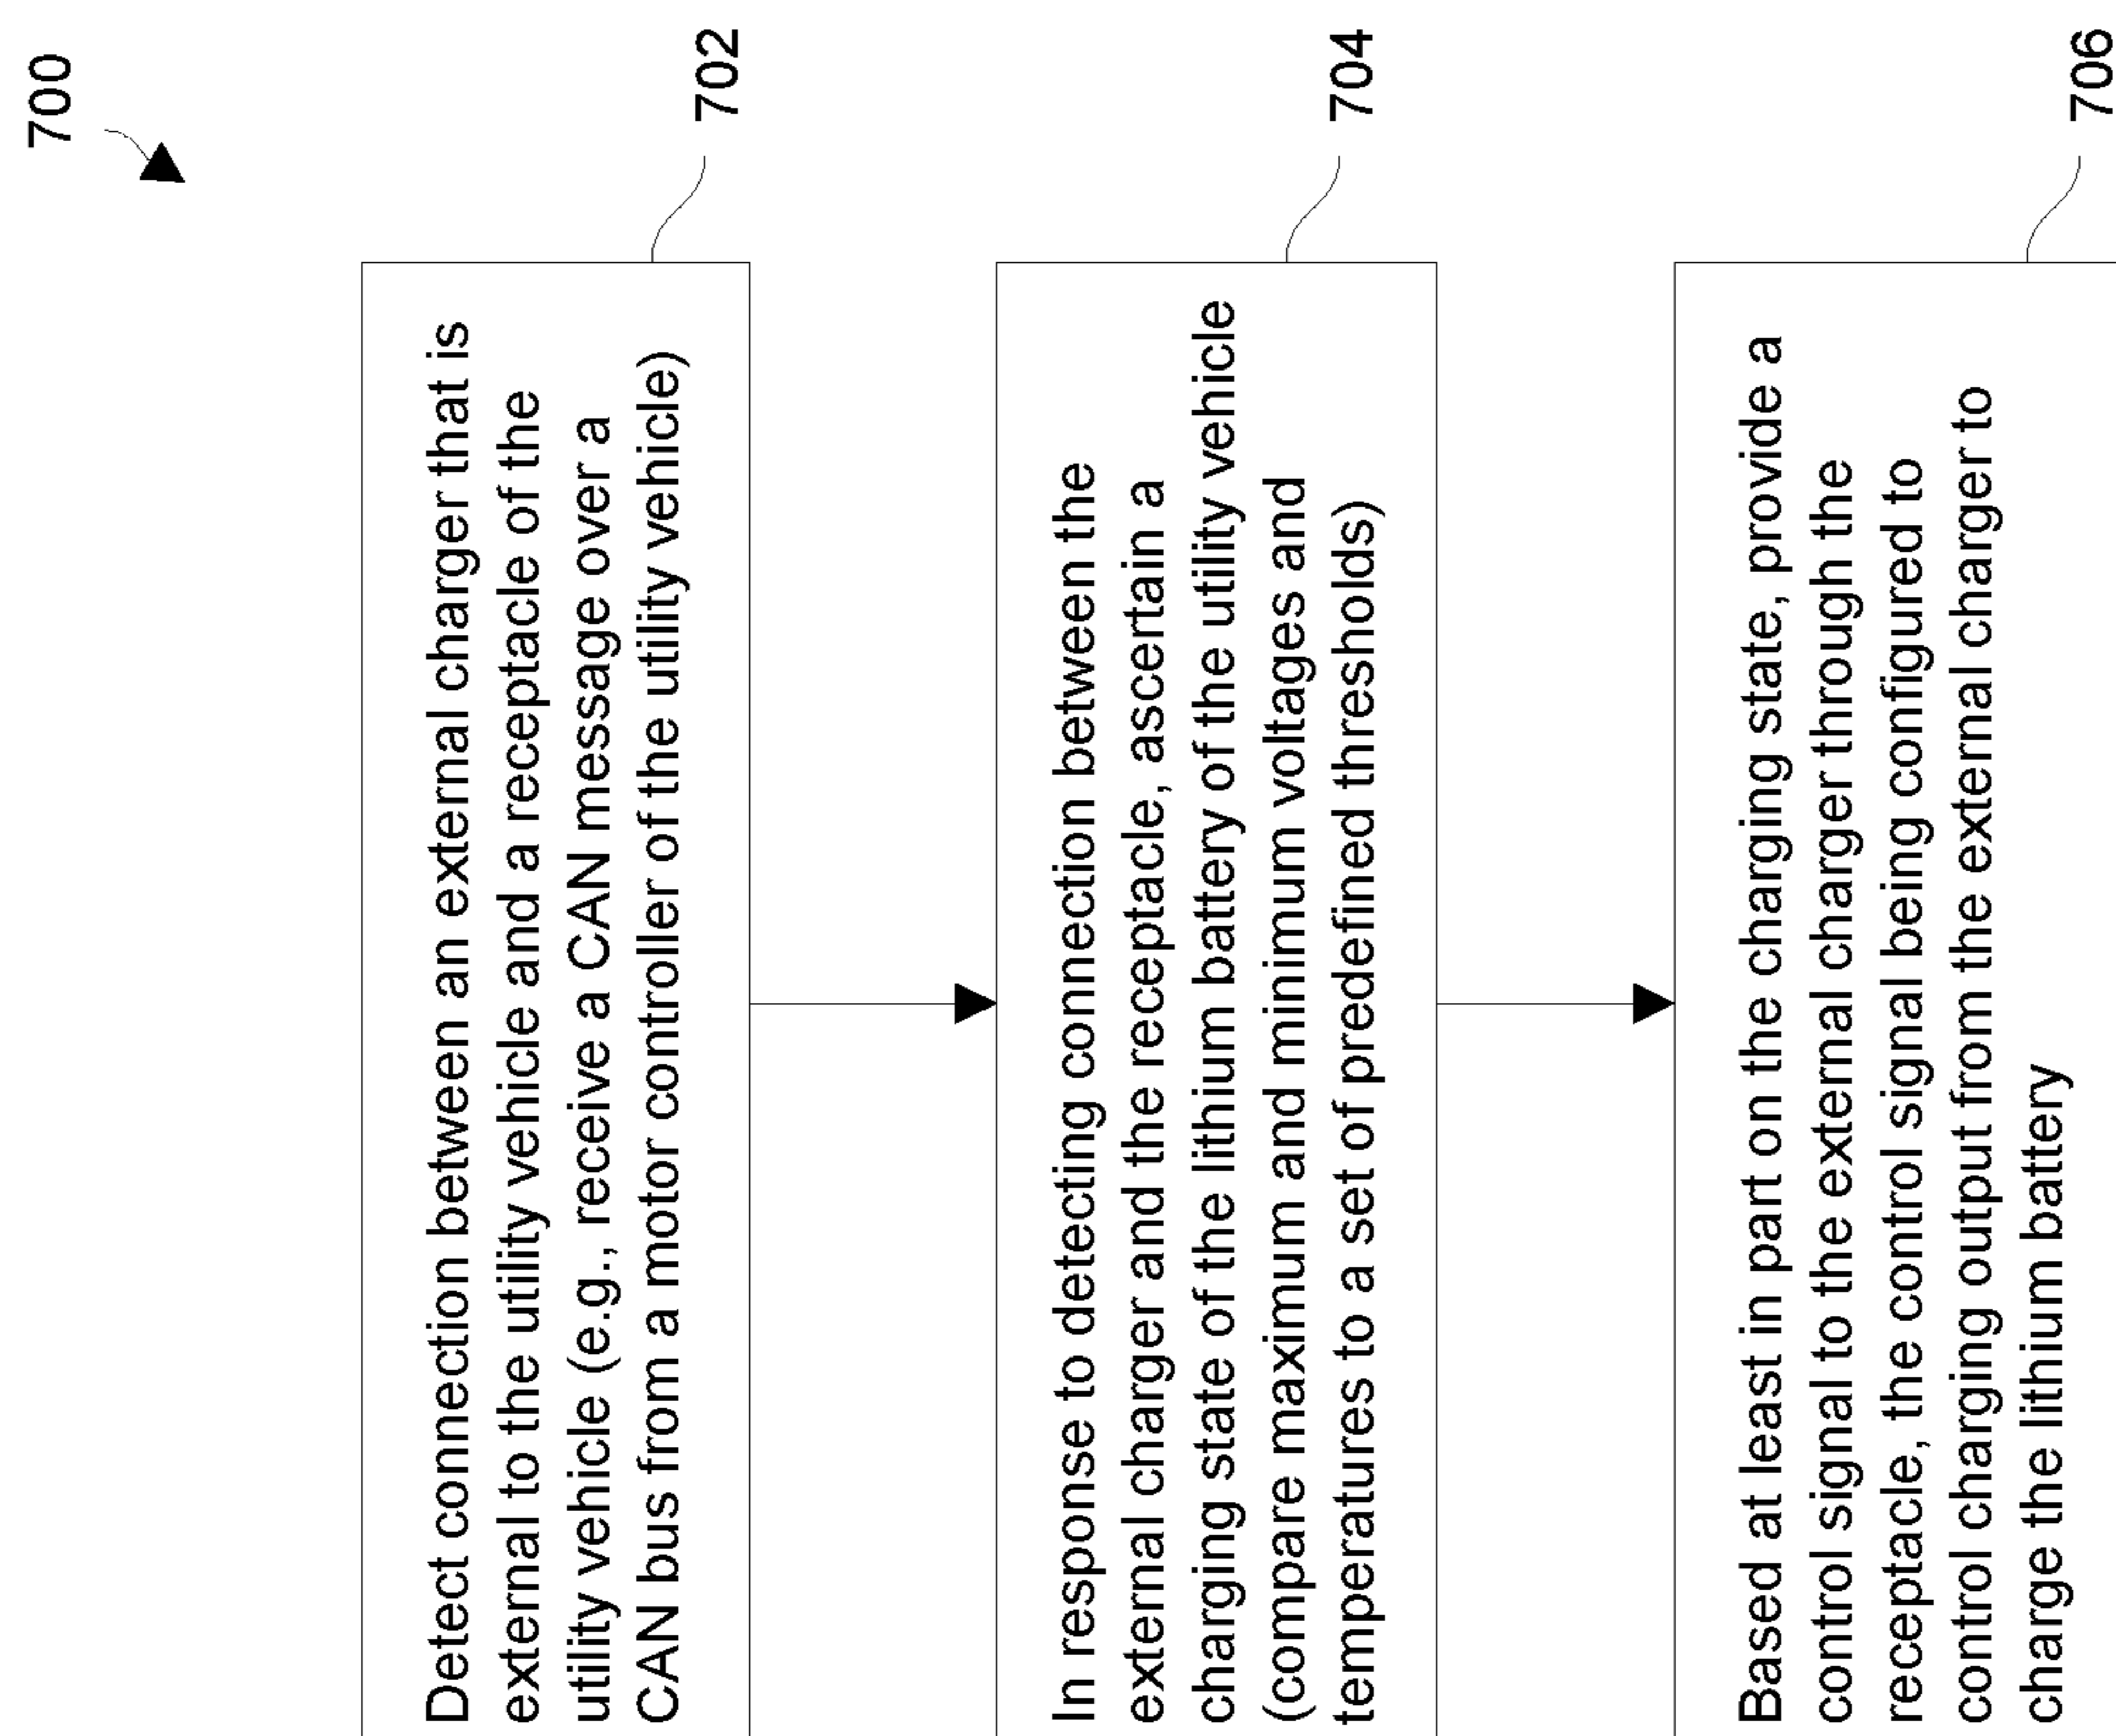 700
702
Detect connection between an external charger that is
external to the utility vehicle and a receptacle of the
utility vehicle (e.g., receive a CAN message over a
CAN bus from a motor controller of the utility vehicle)
704
In response to detecting connection between the
external charger and the receptacle, ascertain a
charging state of the lithium battery of the utility vehicle
(compare maximum and minimum voltages and
temperatures to a set of predefined thresholds)
706
Based at least in part on the charging state, provide a
control signal to the external charger through the
receptacle, the control signal being configured to
control charging output from the external charger to
charge the lithium battery